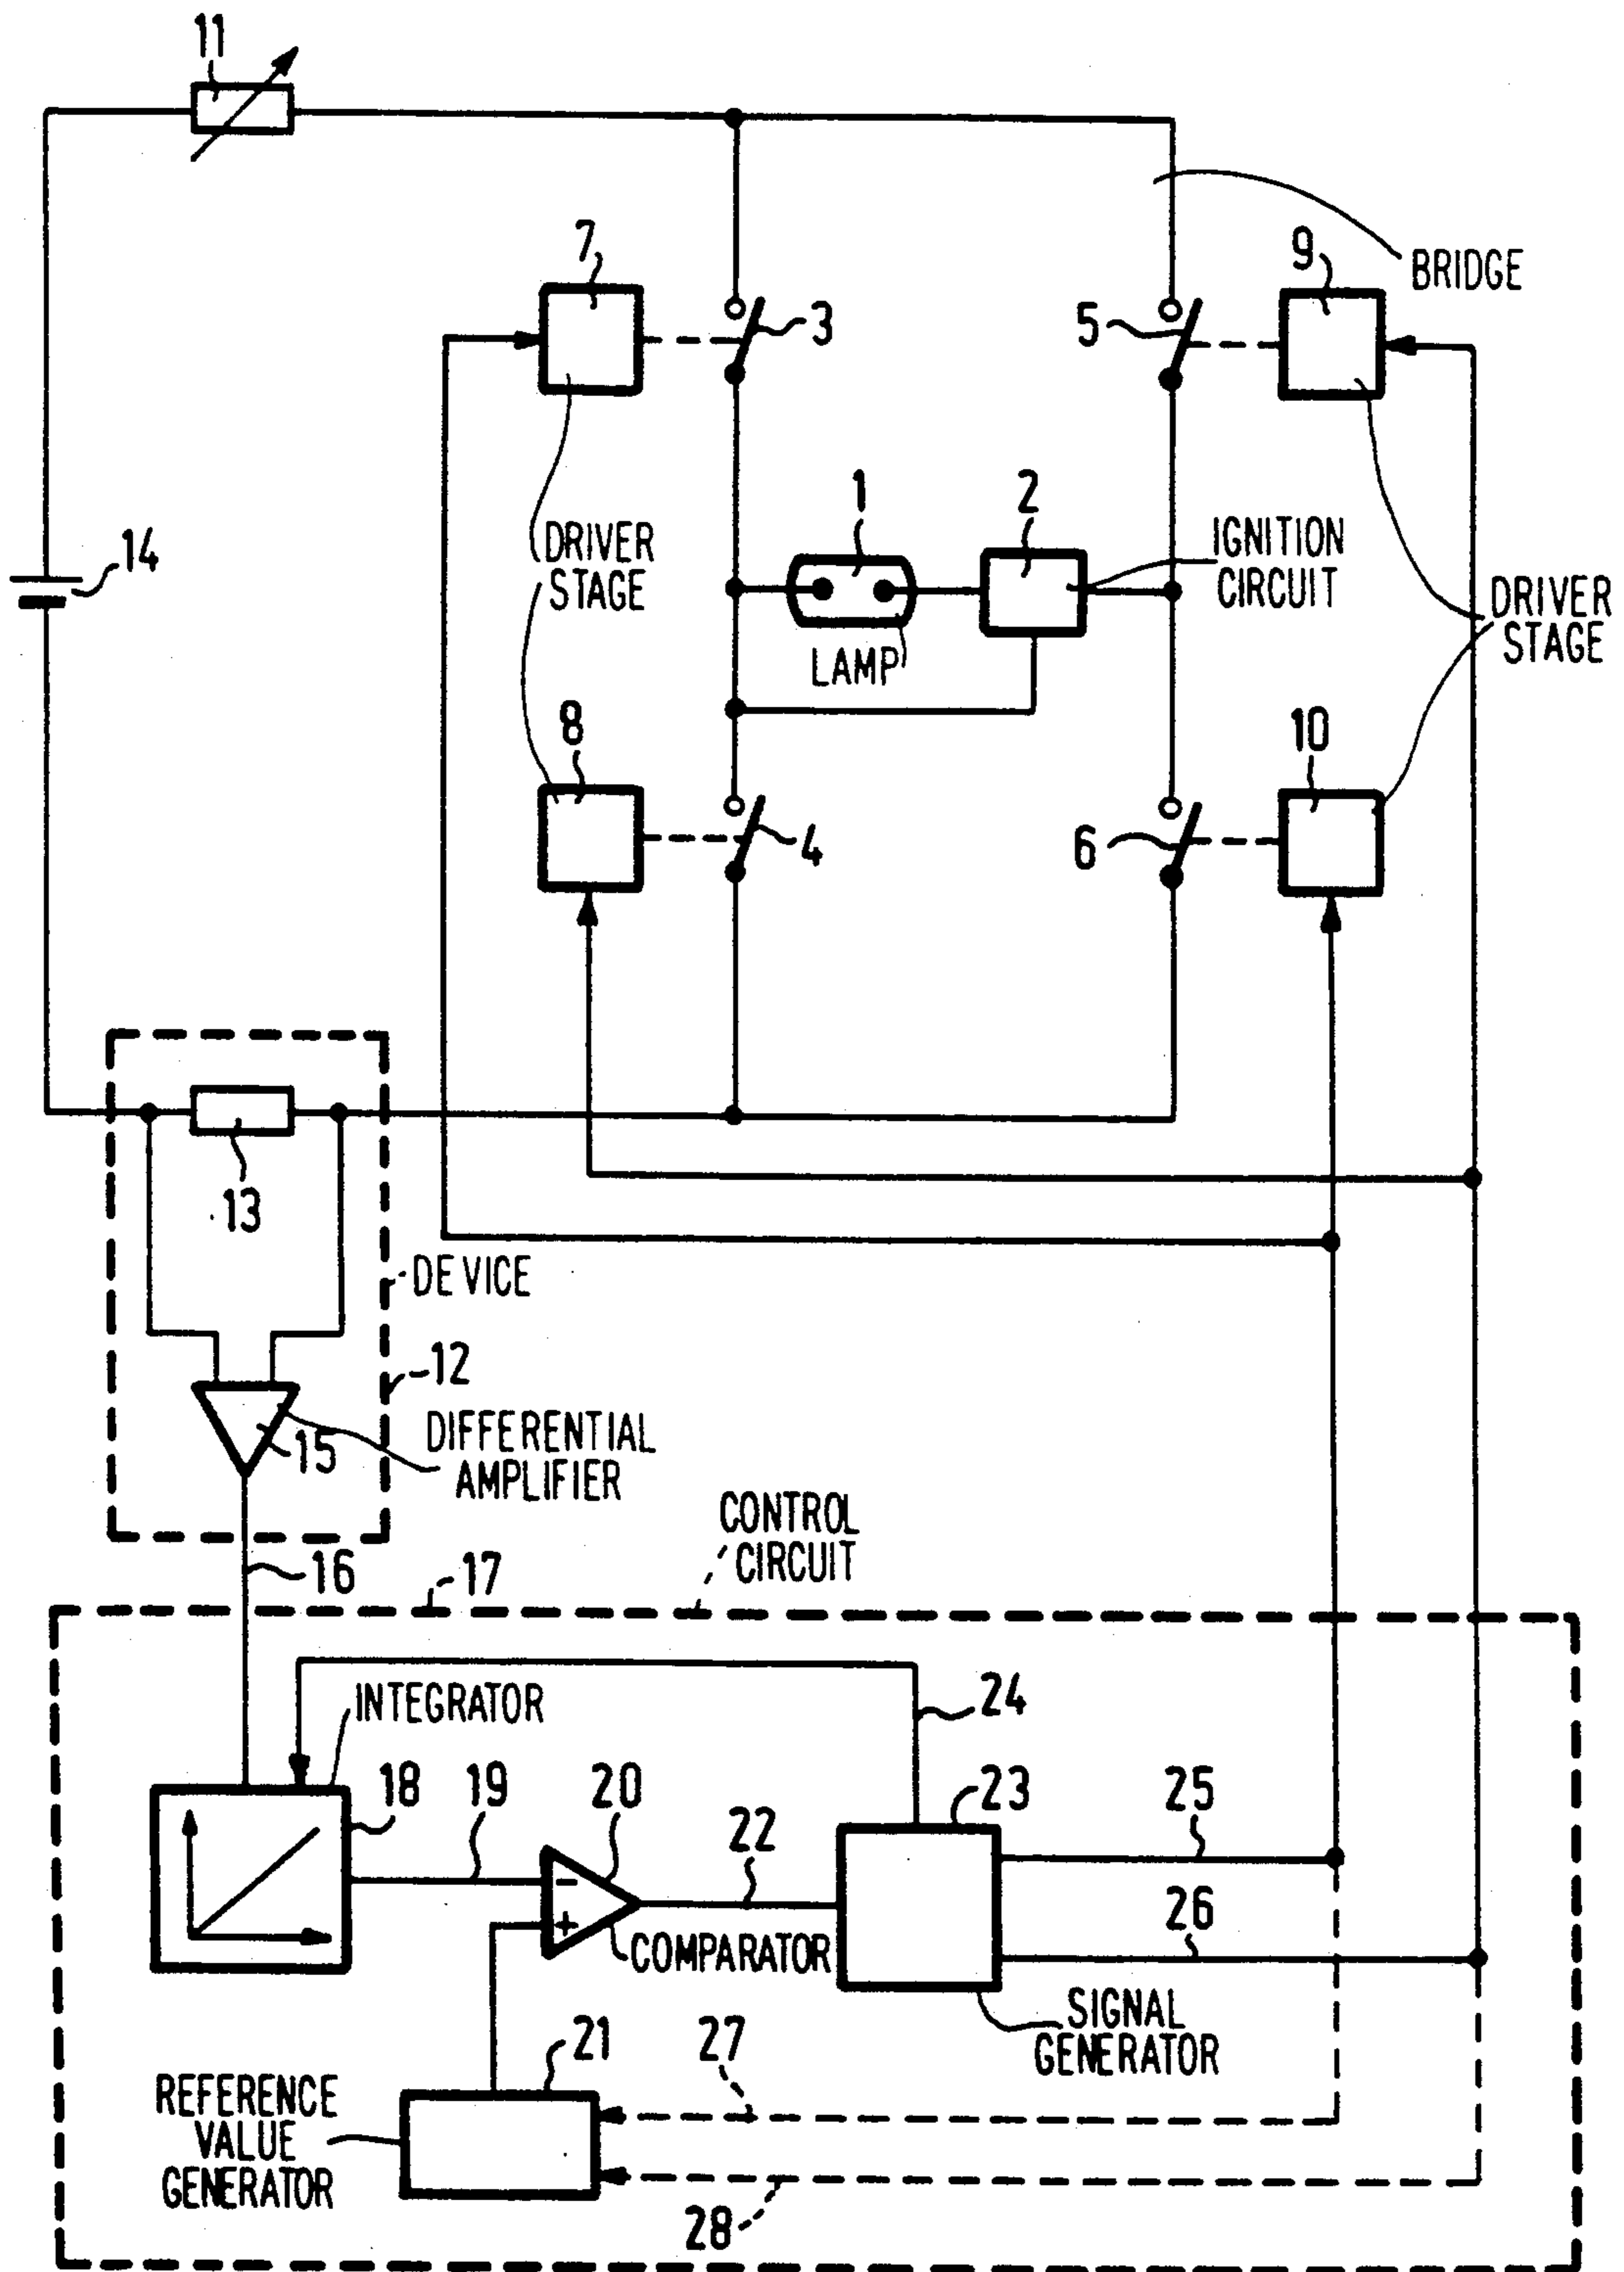 11
BRIDGE
7
9
3
5
1
2
14
DRIVER
STAGE
IGNITION
CIRCUIT
DRIVER
STAGE
LAMP
8
10
4
6
13
DEVICE
12
15
DIFFERENTIAL
AMPLIFIER
CONTROL
CIRCUIT
16
17
INTEGRATOR
24
18
19
20
23
25
22
-
+
26
COMPARATOR
SIGNAL
GENERATOR
21
27
REFERENCE
VALUE
GENERATOR
28